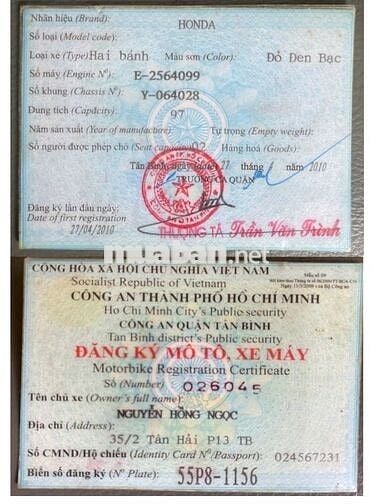 Nhãn hiệu (Brand): HONDA
Số loại (Model code):
Loại xe (Type) Hai bánh Màu sơn (Color): Đỏ Đen Bạc
Số máy (Engine Nº): E-2564099
Số khung (Chassis Nº): Y-064028
Dung tích (Capacity): 97
Năm sản xuất (Year of manufacture): Tự trọng (Empty weight):
Số người được phép chở (Seat capacity) 02 Hàng hoá (Goods):
Tân Bình, ngày 27 tháng 4 năm 2010
TRƯỞNG CA QUẬN
Đăng ký lần đầu ngày:
Date of first registration
27/04/2010
THƯỢNG TÁ Trần Văn Trình
muaban.net
CỘNG HÒA XÃ HỘI CHỦ NGHĨA VIỆT NAM
Socialist Republic of Vietnam
CÔNG AN THÀNH PHỐ HỒ CHÍ MINH
Ho Chi Minh City's Public security
CÔNG AN QUẬN TÂN BÌNH
Tan Binh district's Public security
ĐĂNG KÝ MÔ TÔ, XE MÁY
Motorbike Registration Certificate
Số (Number) 026045
Tên chủ xe (Owner's full name):
NGUYỄN HỒNG NGỌC
Địa chỉ (Address):
35/2 Tân Hải P13 TB
Số CMND/Hộ chiếu (Identity Card Nº/Passport): 024567231
Biển số đăng ký (Nº Plate): 55P8-1156